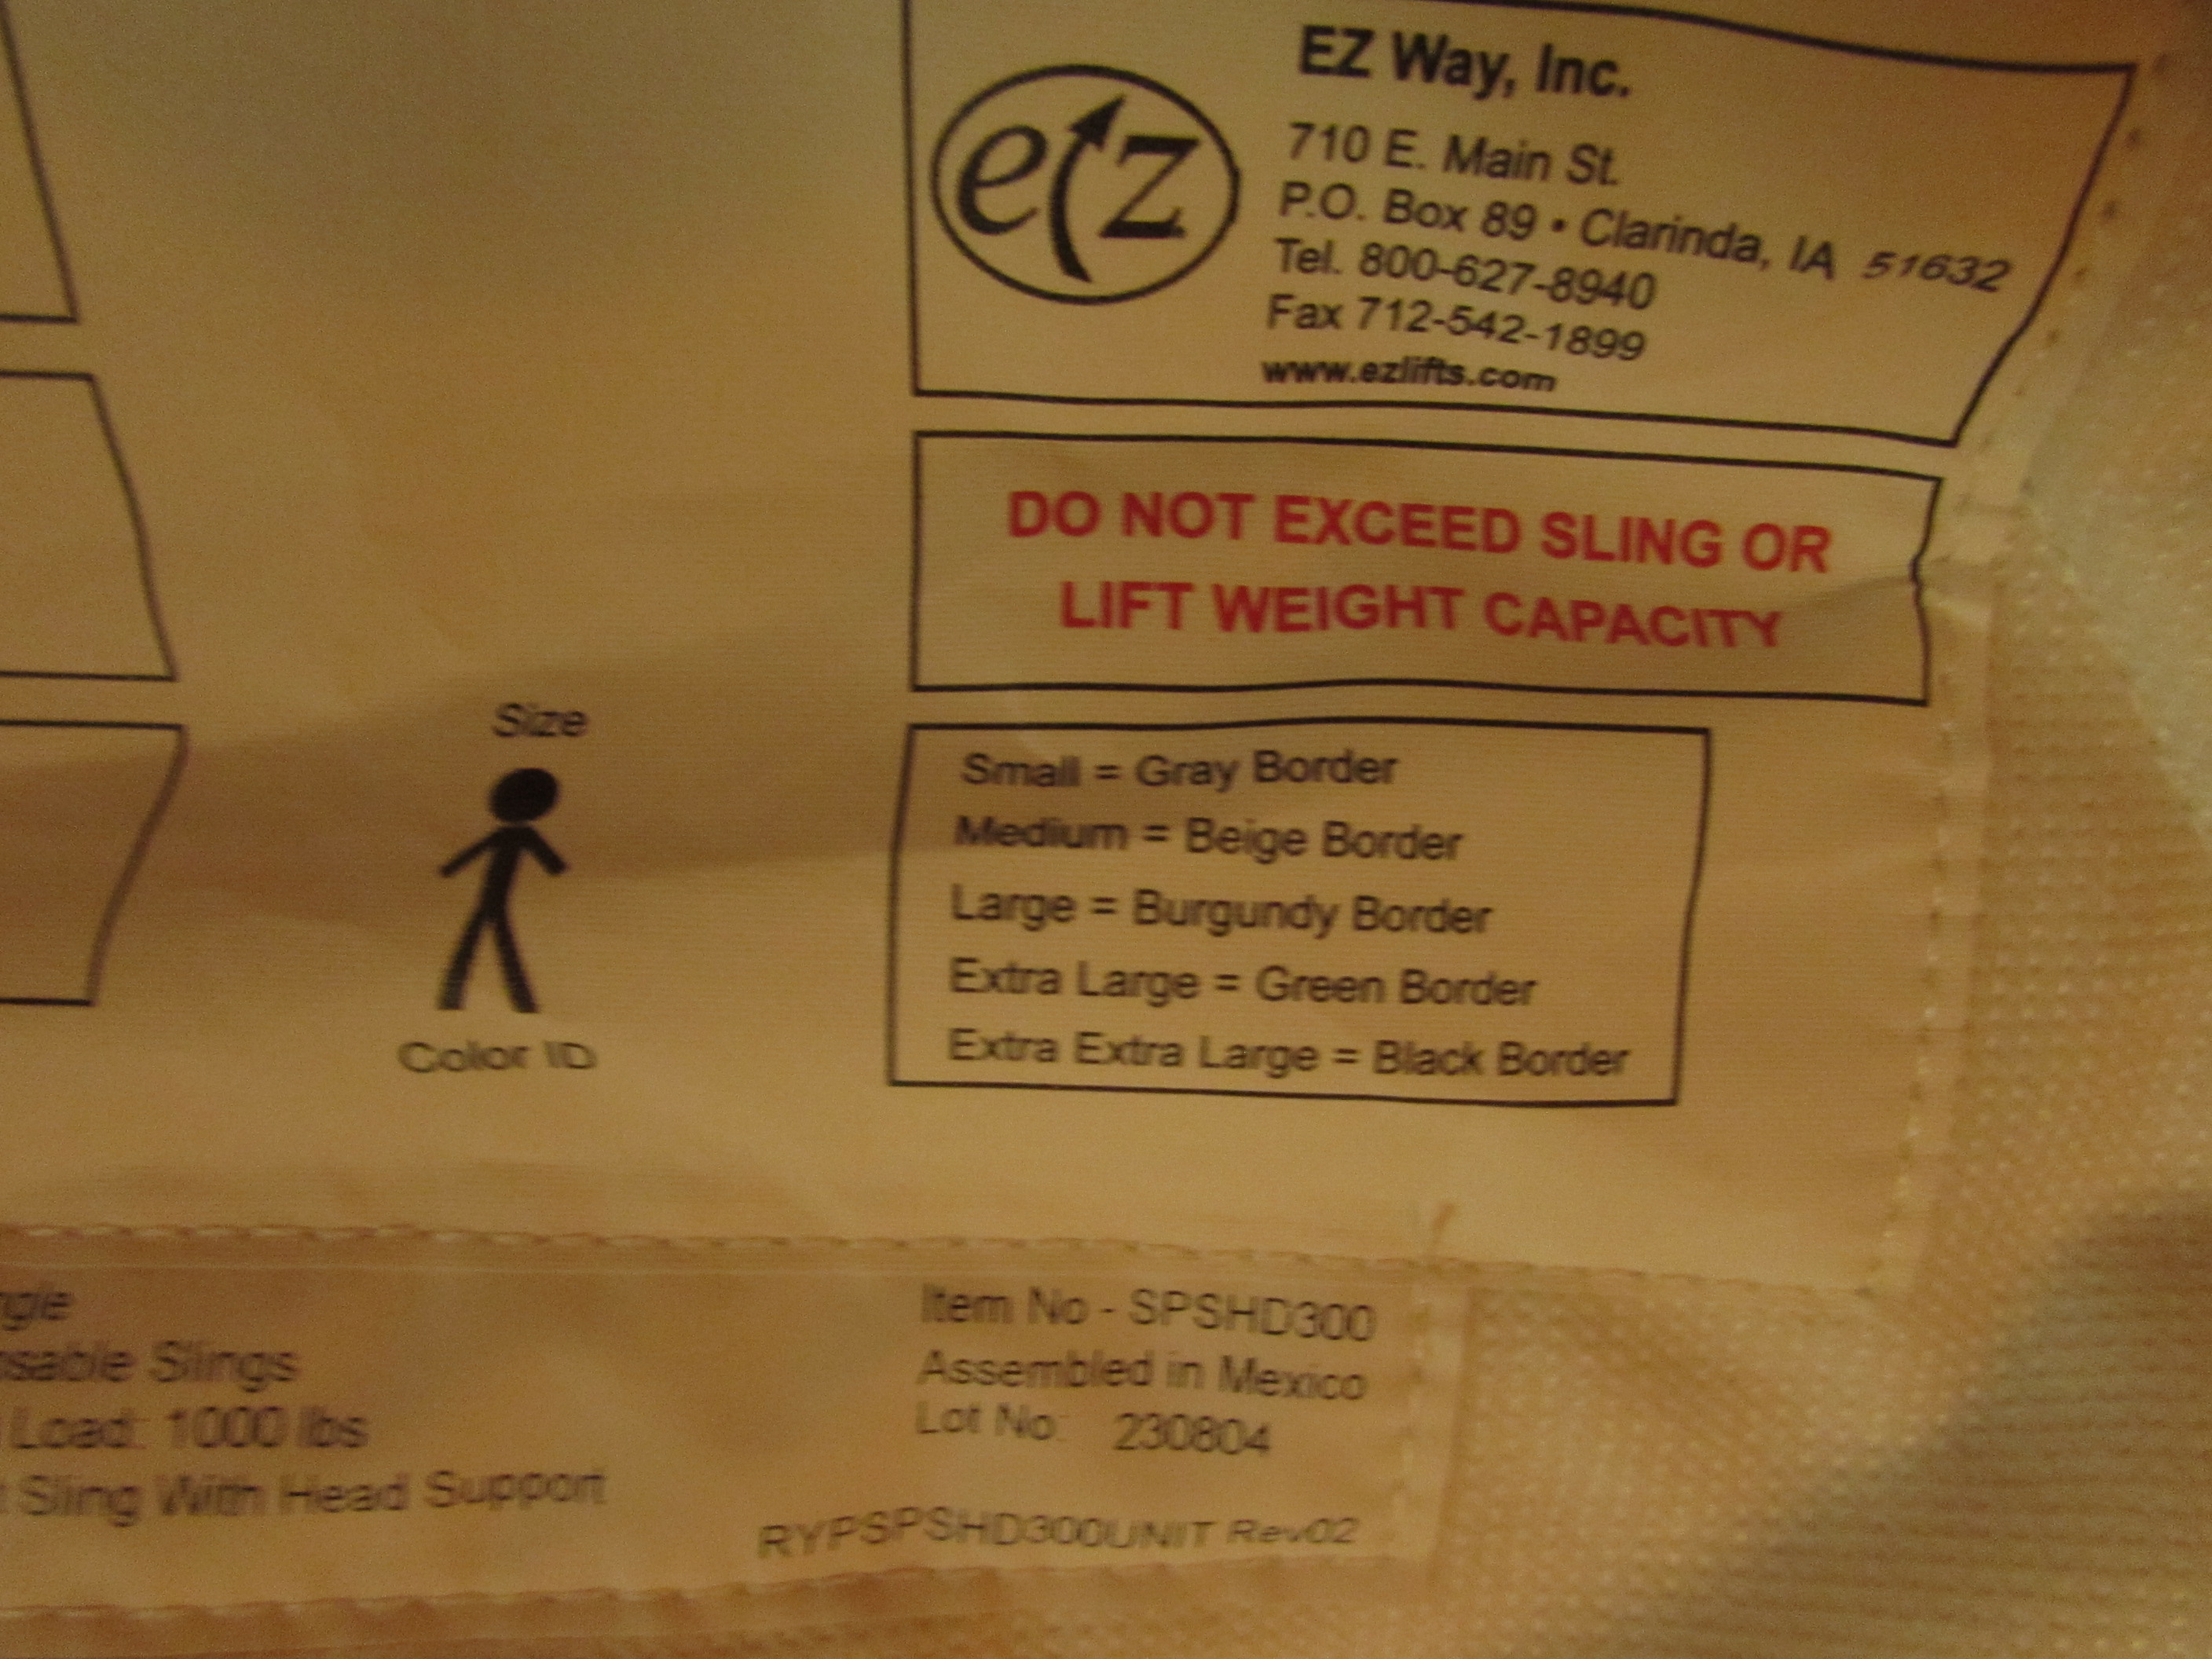 ez
EZ Way, Inc.
710 E. Main St.
P.O. Box 89 • Clarinda, IA 51632
Tel. 800-627-8940
Fax 712-542-1899
www.ezlifts.com
DO NOT EXCEED SLING OR
LIFT WEIGHT CAPACITY
Size
Color ID
Small = Gray Border
Medium = Beige Border
Large = Burgundy Border
Extra Large = Green Border
Extra Extra Large = Black Border
Slings
Load: 1000 lbs
Sling With Head Support
Item No - SPSHD300
Assembled in Mexico
Lot No: 230804
RYPSPSHD300UNIT Rev02